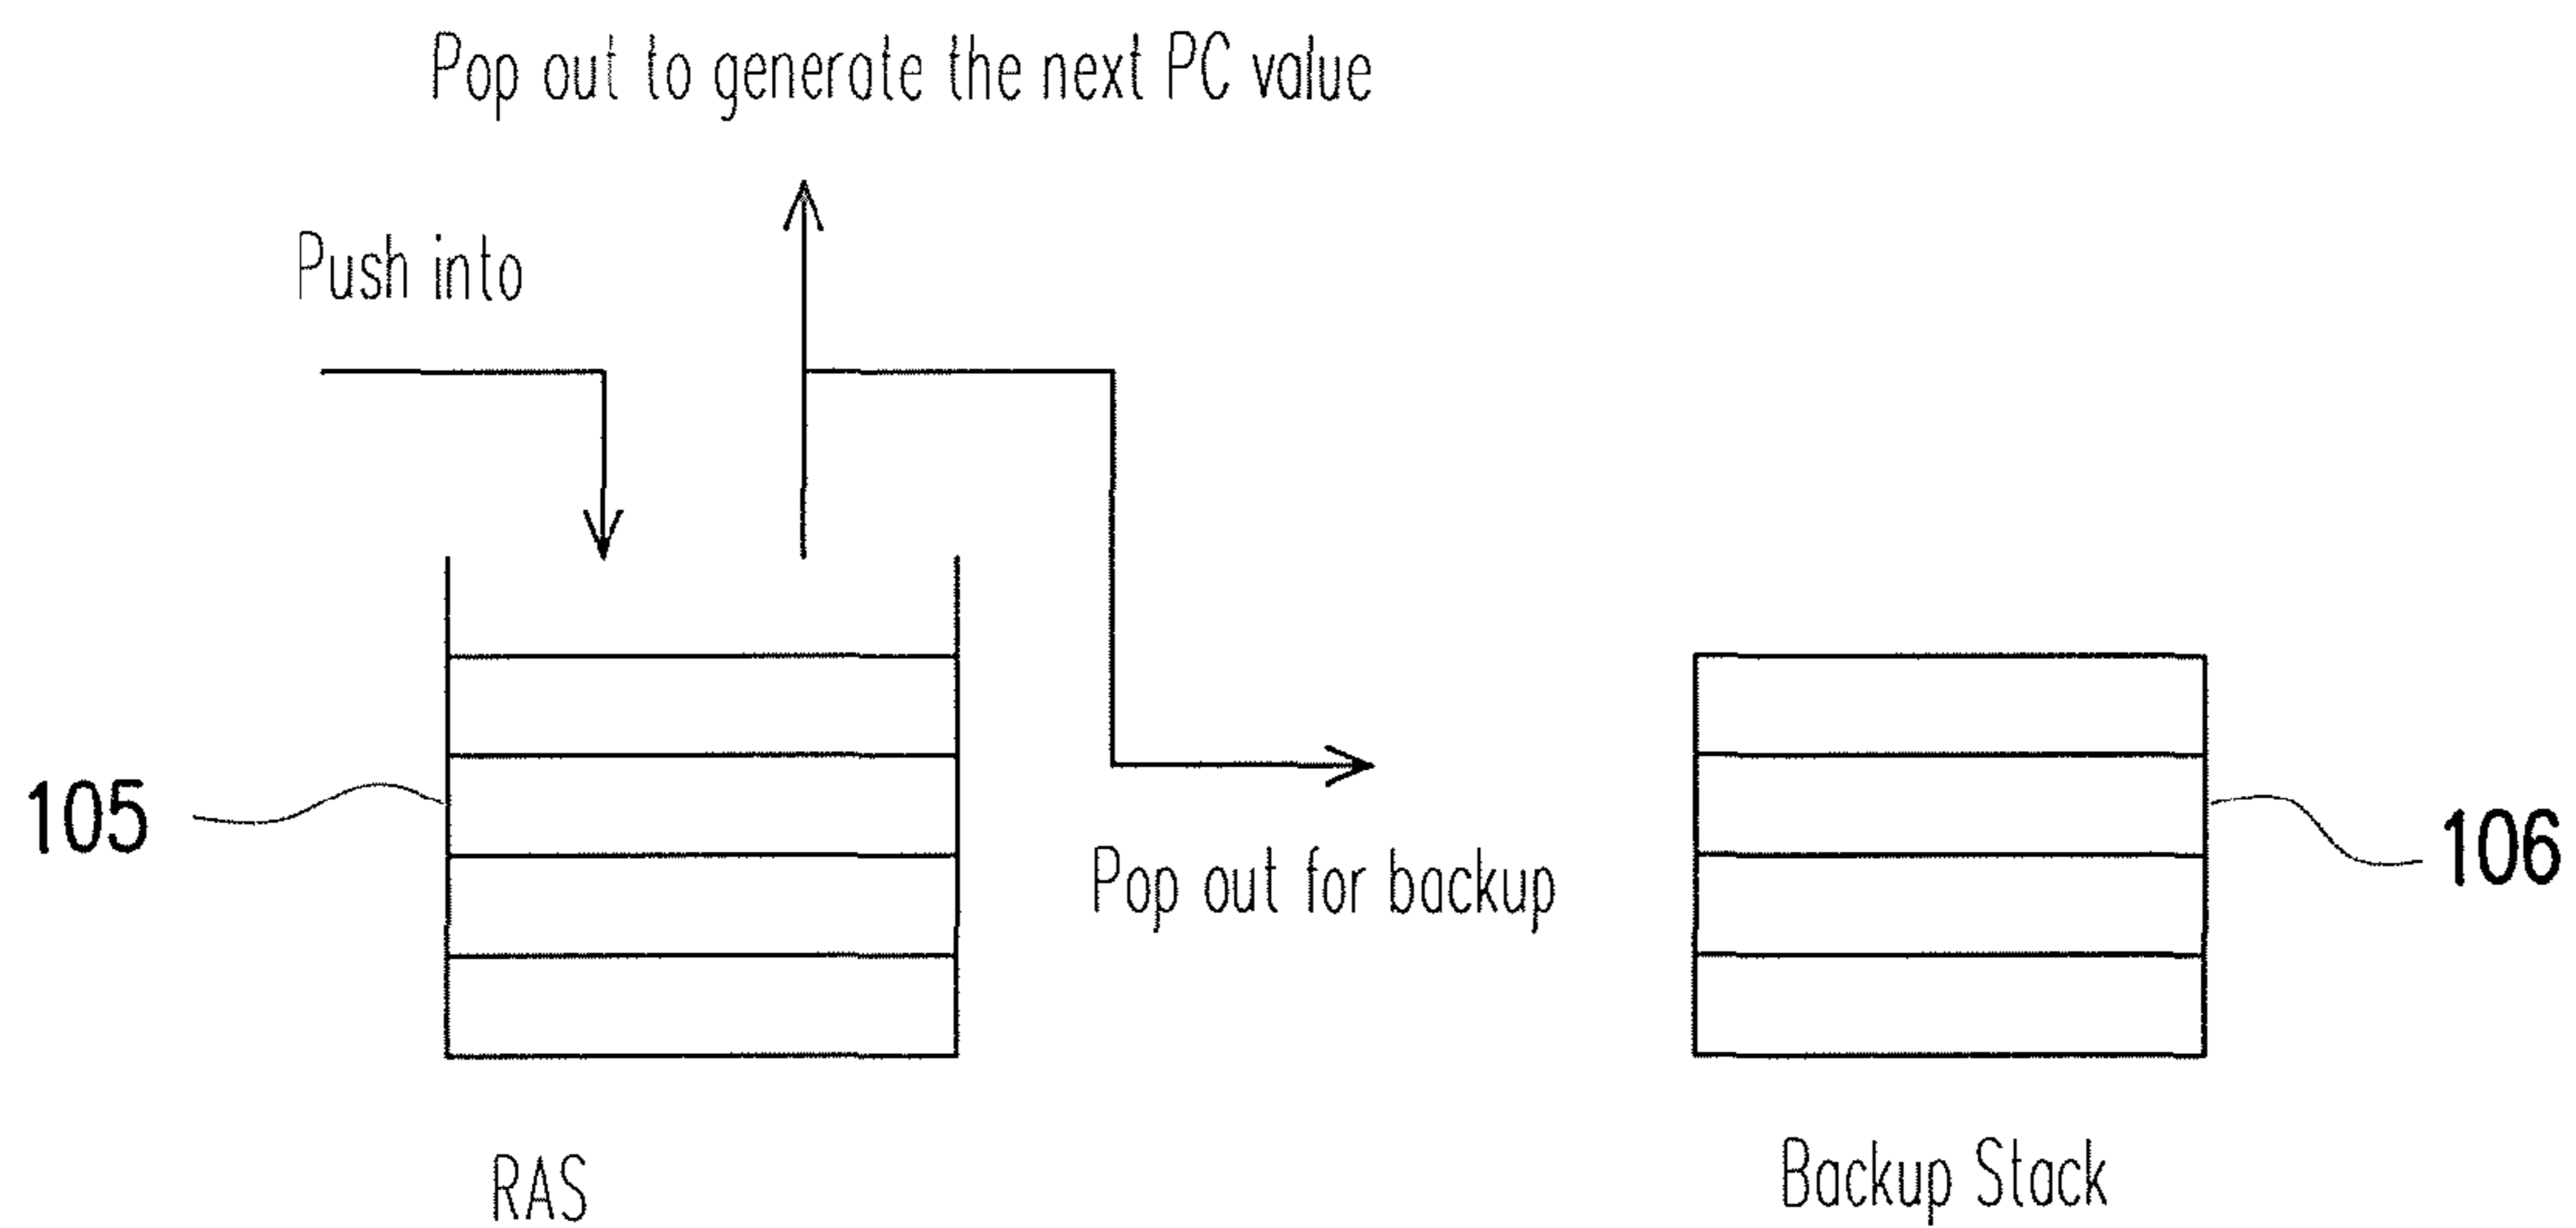 Pop out to generate the next PC value
Push into
105
Pop out for backup
106
RAS
Backup Stack